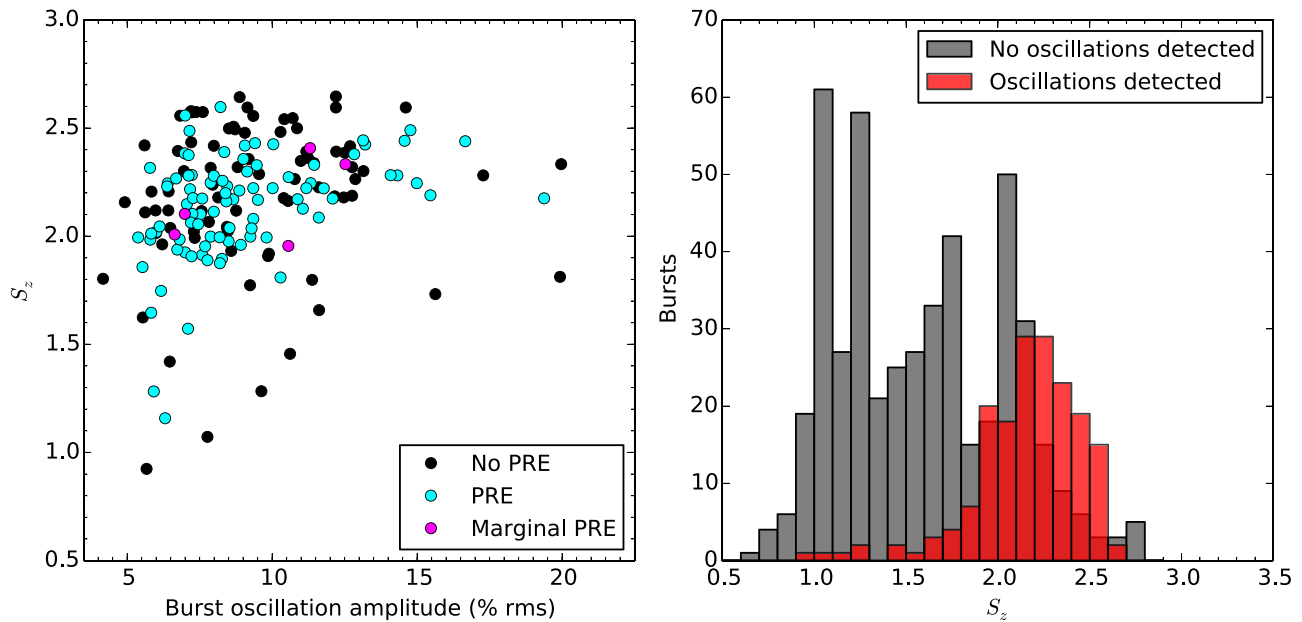 3.0
2.5
2.0
1.5
1.0
0.5
S_z
5
10
15
20
Burst oscillation amplitude (% rms)
No PRE
PRE
Marginal PRE
70
60
50
40
30
20
10
0
Bursts
0.5
1.0
1.5
2.0
2.5
3.0
3.5
S_z
No oscillations detected
Oscillations detected